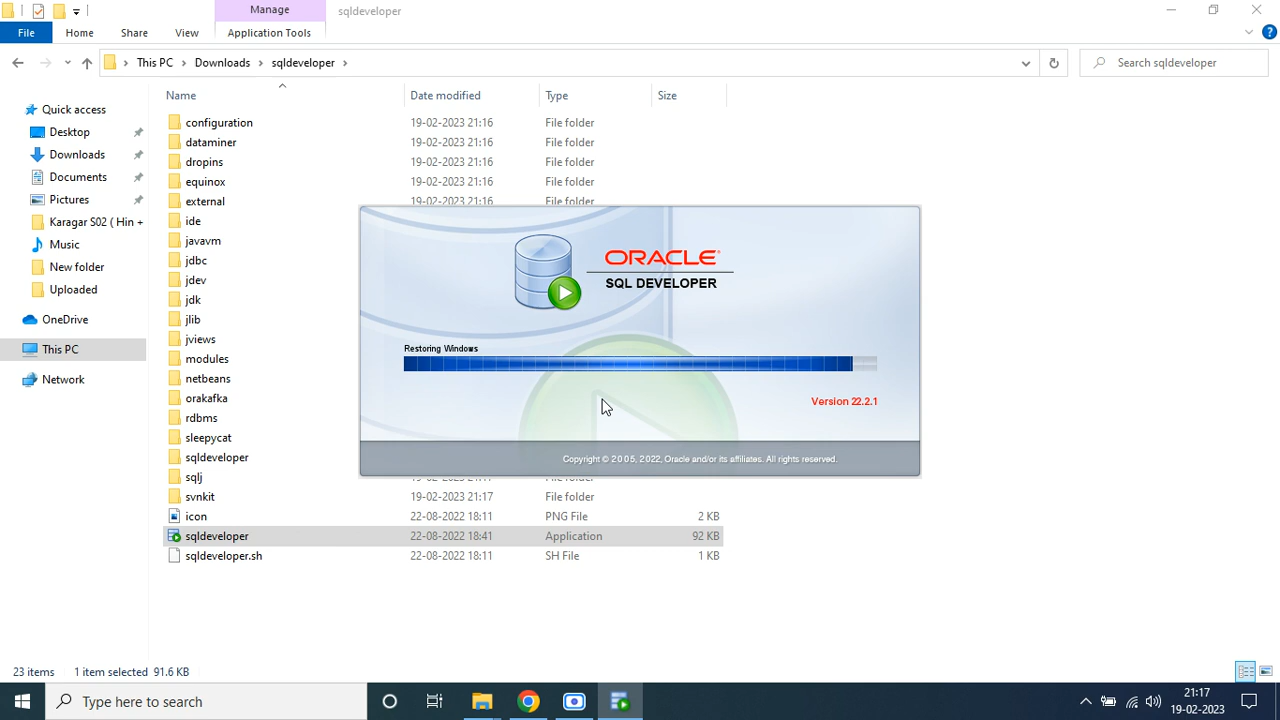 Manage
sqldeveloper
File
Home
Share
View
Application Tools
This PC
Downloads
sqldeveloper
Search sqldeveloper
Name
Date modified
Type
Size
Quick access
Desktop
Downloads
Documents
Pictures
Karagar S02 ( Hin +
Music
New folder
Uploaded
OneDrive
This PC
Network
configuration 19-02-2023 21:16 File folder
dataminer 19-02-2023 21:16 File folder
dropins 19-02-2023 21:16 File folder
equinox 19-02-2023 21:16 File folder
external 19-02-2023 21:16 File folder
ide
javavm
jdbc
jdev
jdk
jlib
jviews
modules
netbeans
orakafka
rdbms
sleepycat
sqldeveloper
sqlj
svnkit 19-02-2023 21:17 File folder
icon 22-08-2022 18:11 PNG File 2 KB
sqldeveloper 22-08-2022 18:41 Application 92 KB
sqldeveloper.sh 22-08-2022 18:11 SH File 1 KB
ORACLE
SQL DEVELOPER
Restoring Windows
Version 22.2.1
Copyright © 2005, 2022, Oracle and/or its affiliates. All rights reserved.
23 items 1 item selected 91.6 KB
Type here to search
21:17
19-02-2023